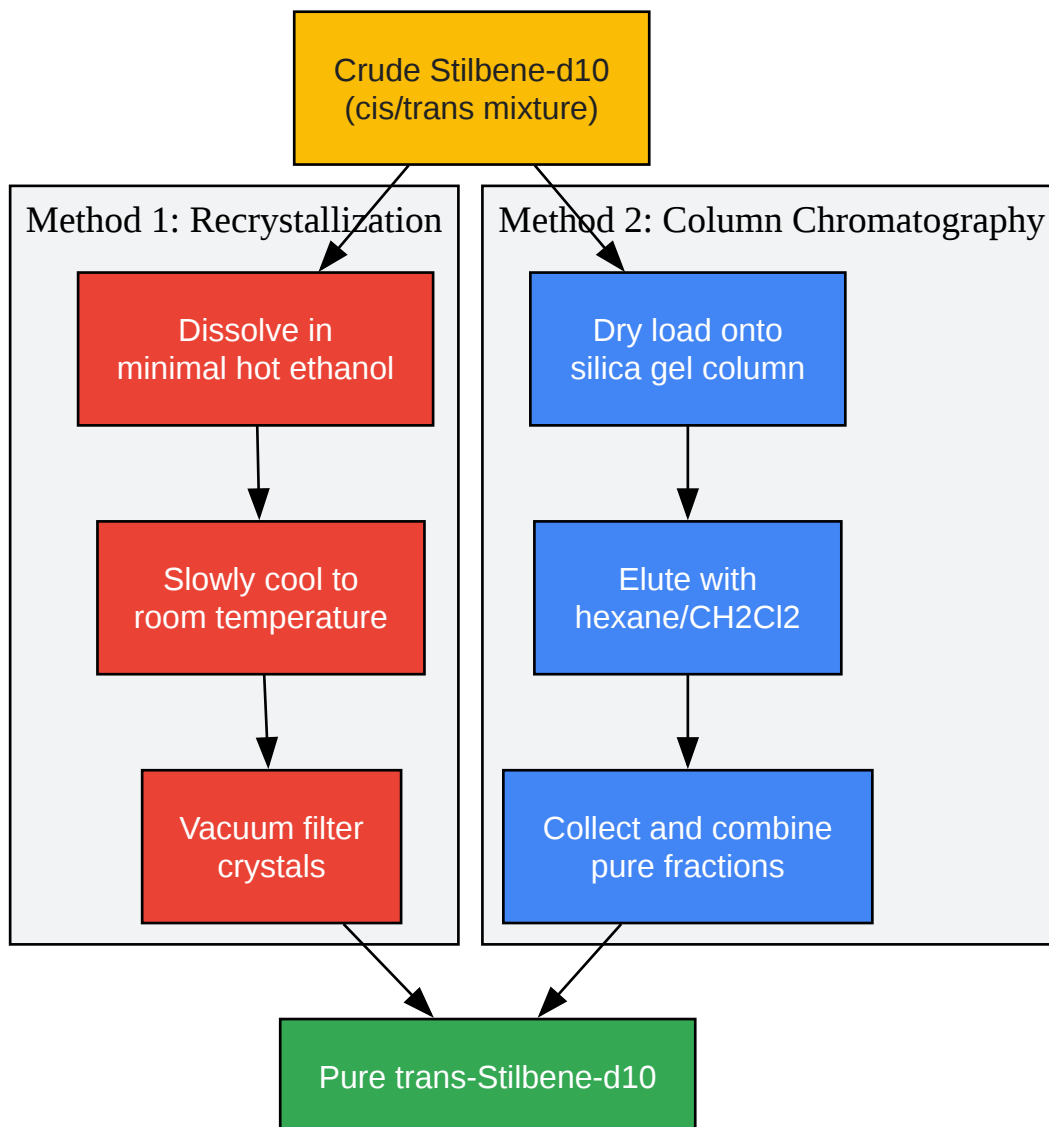 Crude Stilbene-d10
(cis/trans mixture)
Method 1: Recrystallization
Dissolve in
minimal hot ethanol
Slowly cool to
room temperature
Vacuum filter
crystals
Method 2: Column Chromatography
Dry load onto
silica gel column
Elute with
hexane/CH2Cl2
Collect and combine
pure fractions
Pure trans-Stilbene-d10